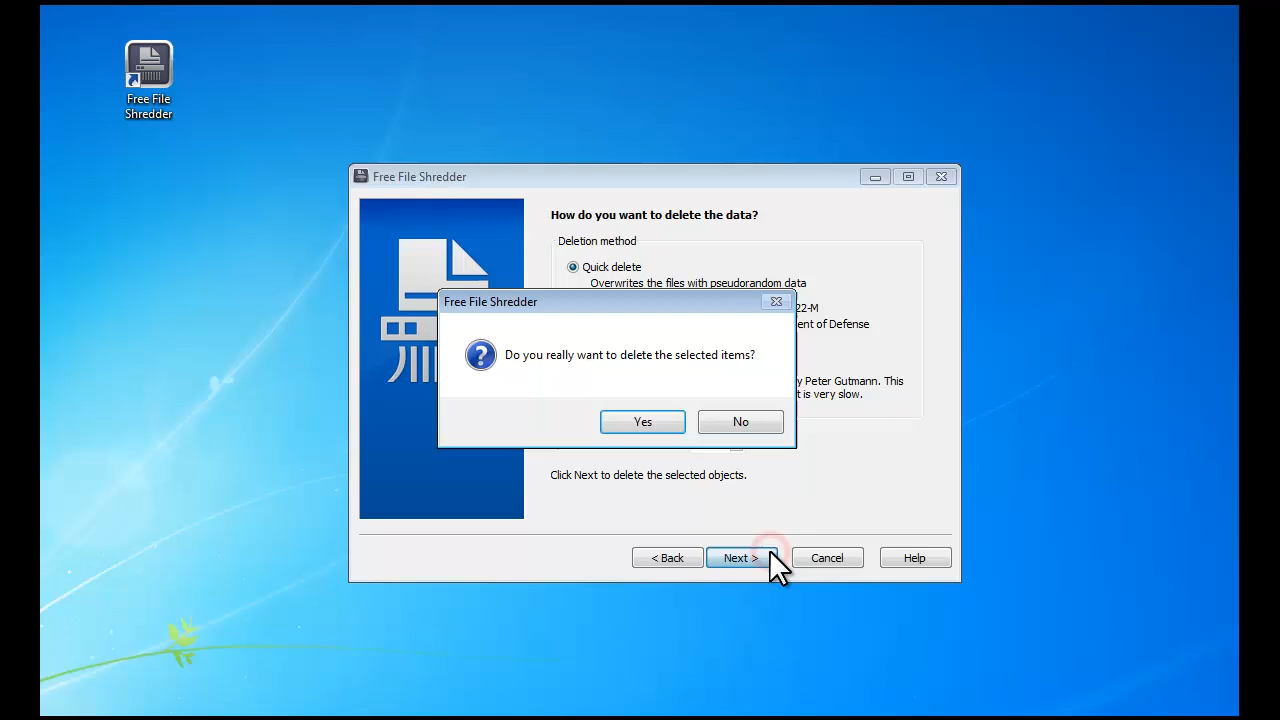 Free File
Shredder
Free File Shredder
How do you want to delete the data?
Deletion method
Quick delete
Overwrites the files with pseudorandom data
22-M
ent of Defense
y Peter Gutmann. This
t is very slow.
Free File Shredder
Do you really want to delete the selected items?
Yes
No
Click Next to delete the selected objects.
< Back
Next >
Cancel
Help